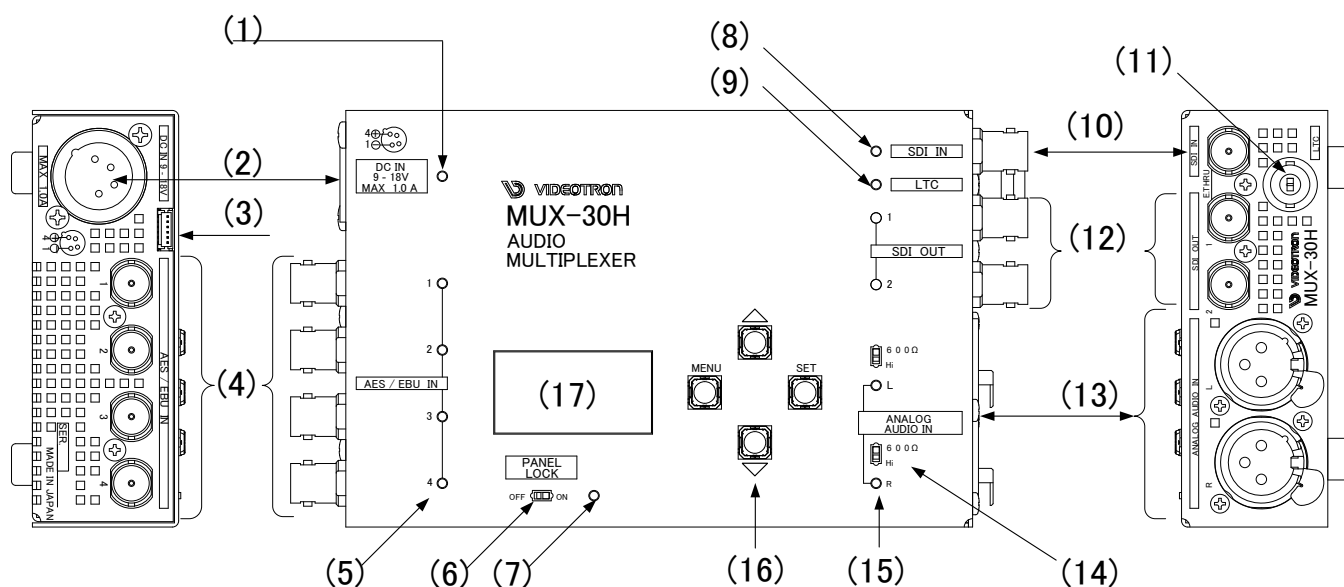 (1)
(2)
(3)
(4)
(5)
(6)
(7)
(8)
(9)
(10)
(11)
(12)
(13)
(14)
(15)
(16)
(17)
MAX 1.0A
DC IN 9 - 18V
4
1
1
2
3
4
AES / EBU IN
SER.
MADE IN JAPAN
4
1
DC IN
9 - 18V
MAX 1.0 A
VIDEOTRON
MUX-30H
AUDIO
MULTIPLEXER
1
2
AES / EBU IN
3
4
PANEL
LOCK
OFF
ON
MENU
SET
SDI IN
LTC
1
SDI OUT
2
600Ω
Hi
L
ANALOG
AUDIO IN
600Ω
Hi
R
SDI IN
E.THRU
LTC
SDI OUT
1
2
VIDEOTRON
MUX-30H
ANALOG AUDIO IN
L
R